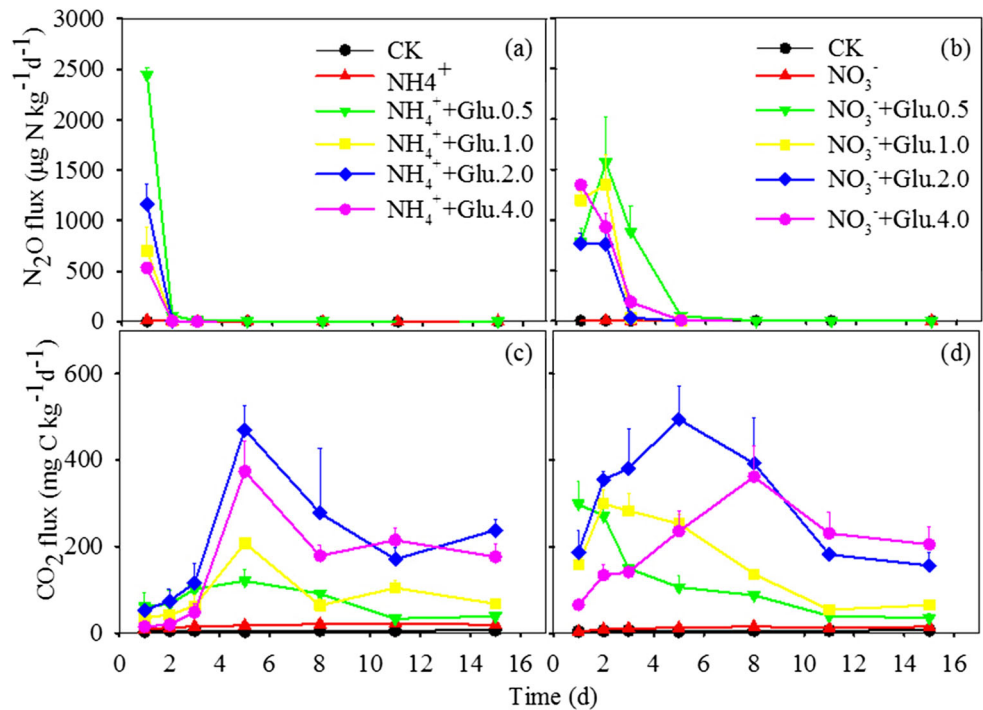 N₂O flux (µg N kg⁻¹d⁻¹)
3000
2500
2000
1500
1000
500
0
(a)
CK
NH4⁺
NH₄⁺+Glu.0.5
NH₄⁺+Glu.1.0
NH₄⁺+Glu.2.0
NH₄⁺+Glu.4.0
(b)
CK
NO₃⁻
NO₃⁻+Glu.0.5
NO₃⁻+Glu.1.0
NO₃⁻+Glu.2.0
NO₃⁻+Glu.4.0
CO₂ flux (mg C kg⁻¹d⁻¹)
600
400
200
0
(c)
(d)
0 2 4 6 8 10 12 14 16
0 2 4 6 8 10 12 14 16
Time (d)